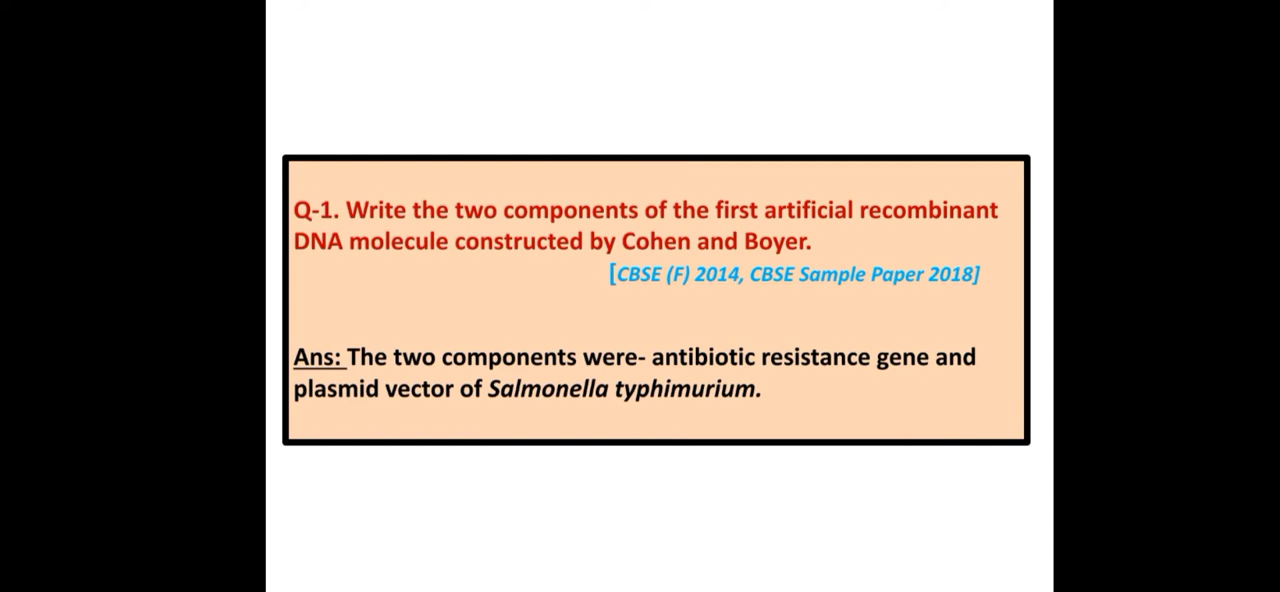 Q-1. Write the two components of the first artificial recombinant
DNA molecule constructed by Cohen and Boyer.
[CBSE (F) 2014, CBSE Sample Paper 2018]
Ans: The two components were- antibiotic resistance gene and
plasmid vector of Salmonella typhimurium.